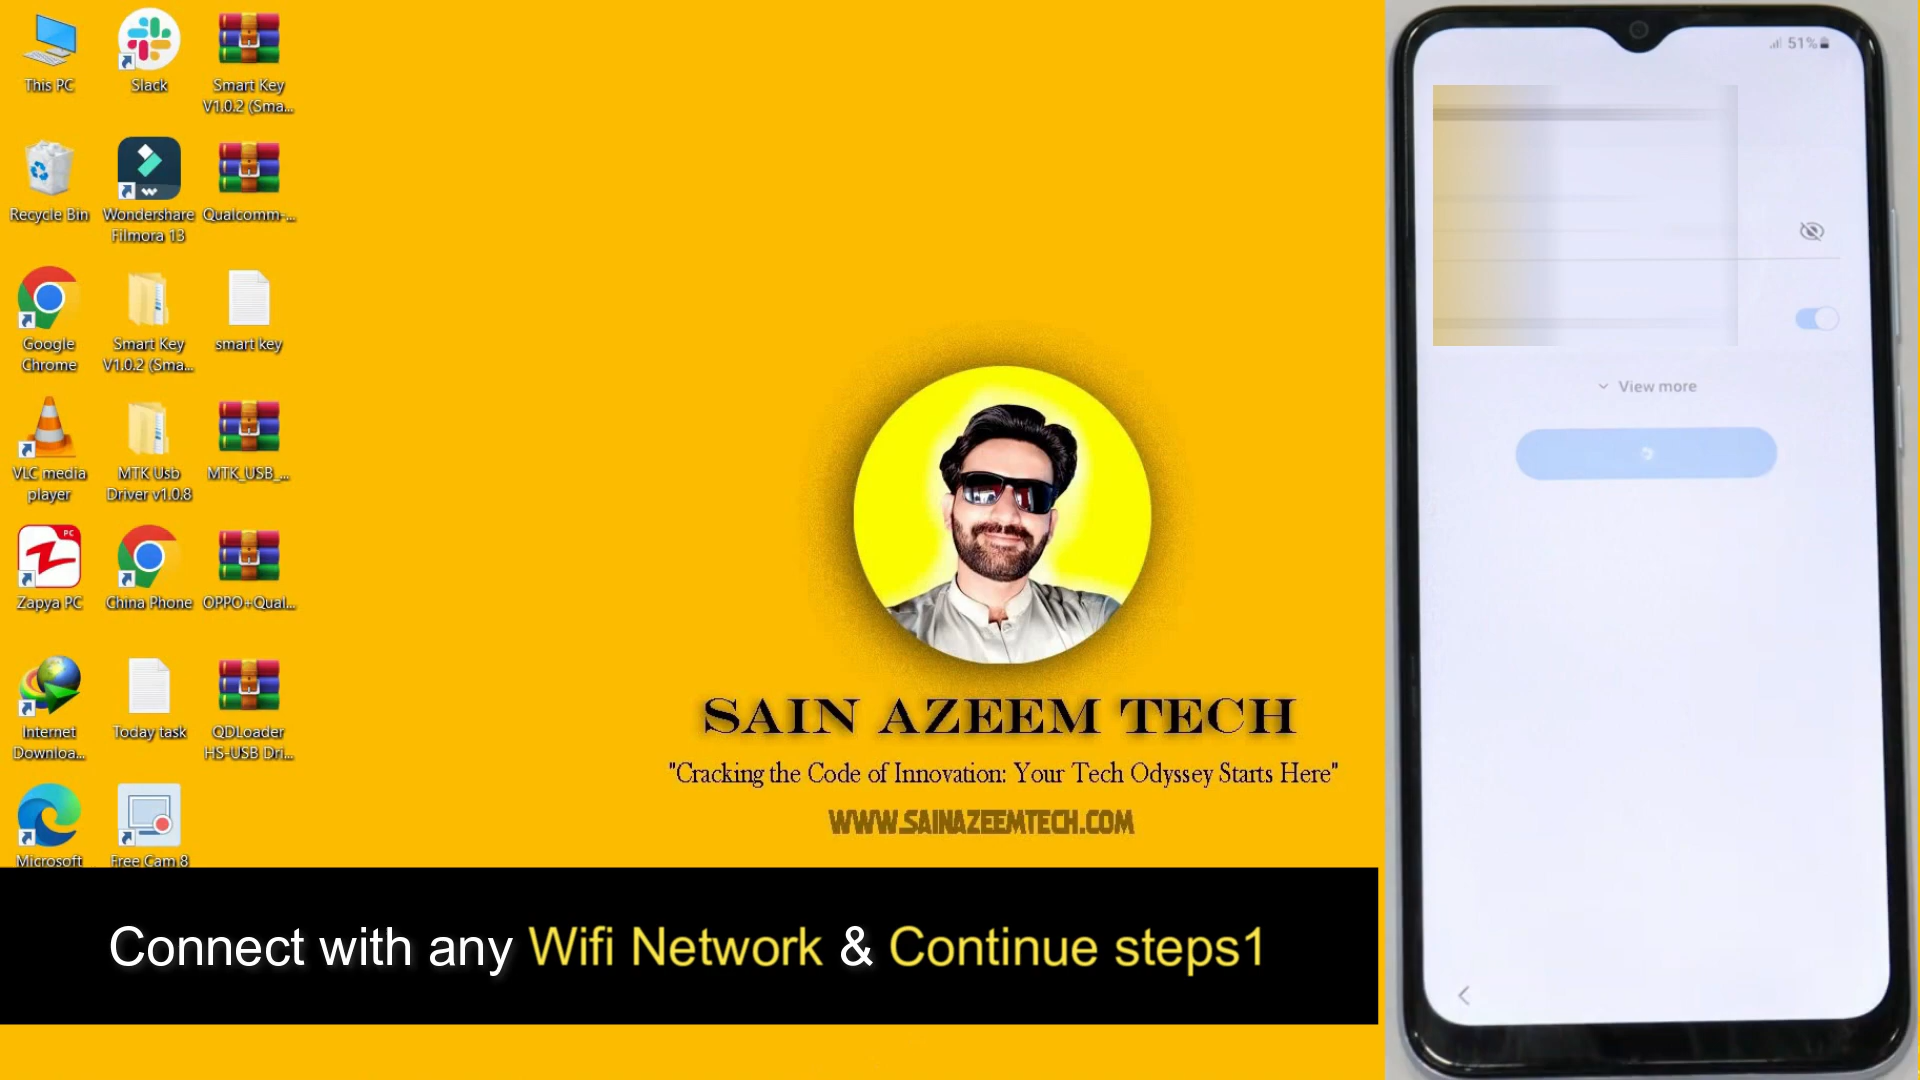 This PC
Slack
Smart Key
V1.0.2 (Sma...
Recycle Bin
Wondershare
Filmora 13
Qualcomm-...
Google
Chrome
Smart Key
V1.0.2 (Sma...
smart key
VLC media
player
MTK Usb
Driver v1.0.8
MTK_USB_...
PC
Zapya PC
China Phone
OPPO+Qual...
Internet
Downloa...
Today task
QDLoader
HS-USB Dri...
Microsoft
Free Cam 8
SAIN AZEEM TECH
"Cracking the Code of Innovation: Your Tech Odyssey Starts Here"
WWW.SAINAZEEMTECH.COM
Connect with any Wifi Network & Continue steps1
51%
View more